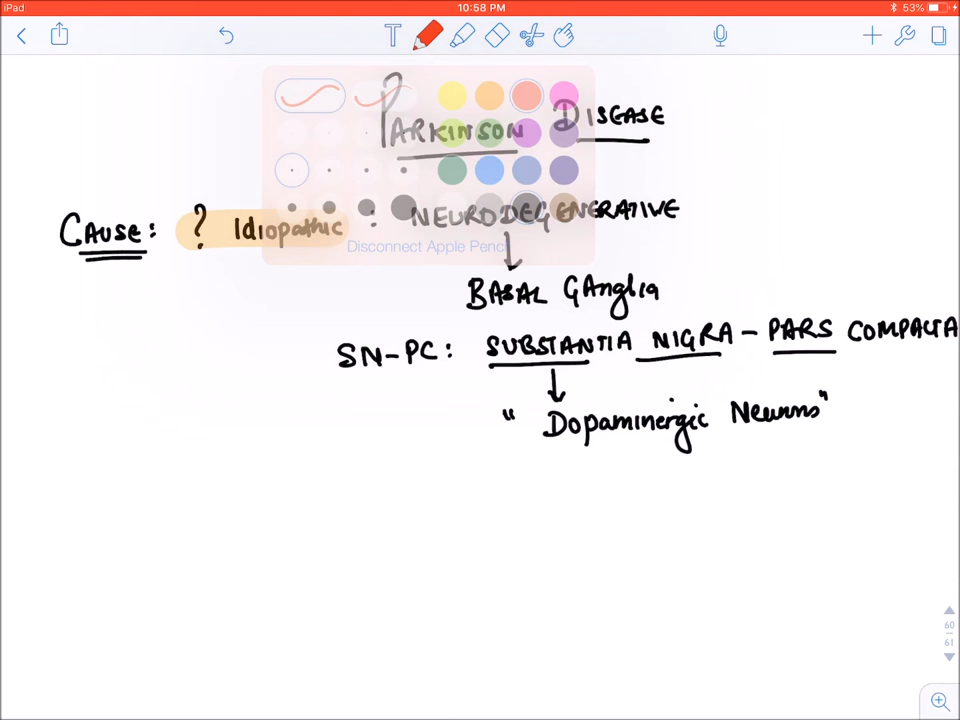 iPad 10:58 PM 53%
T
PARKINSON DISEASE
CAUSE: ? Idiopathic : NEURODEGENERATIVE
Disconnect Apple Pencil
BASAL GAnglia
SN-PC: SUBSTANTIA NIGRA - PARS COMPACTA
" Dopaminergic Neurons"
60
61